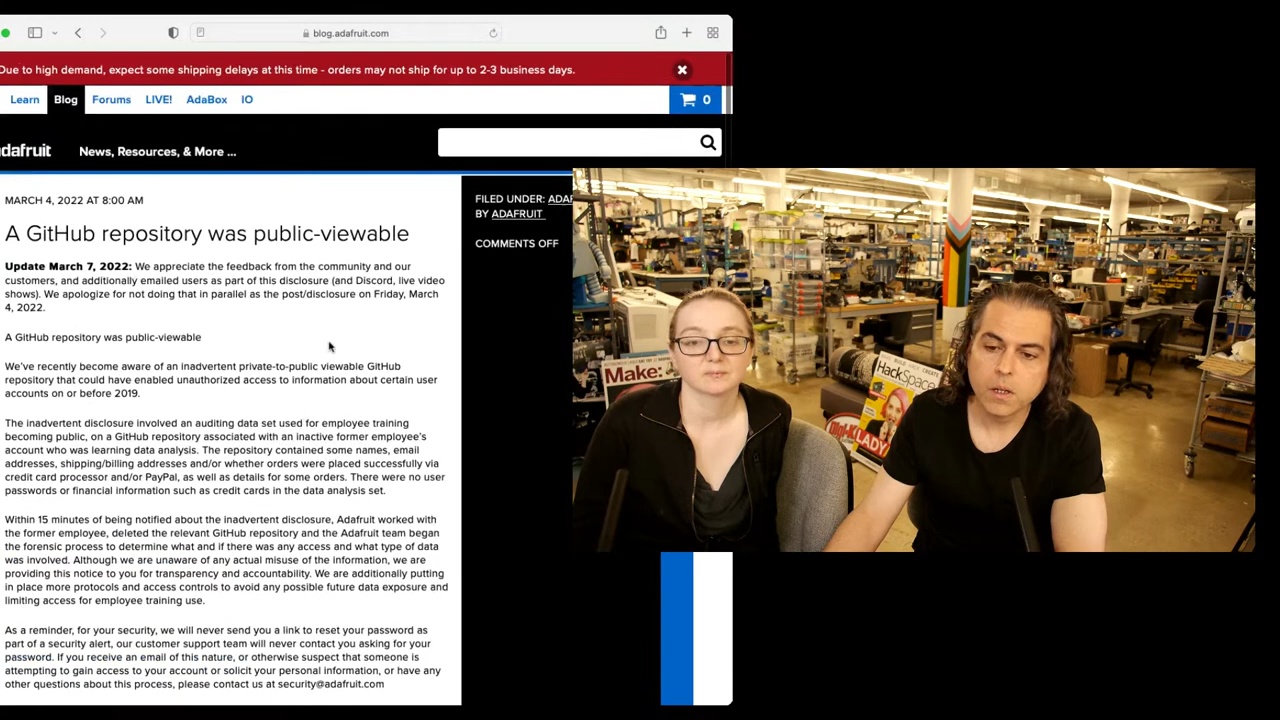 blog.adafruit.com
Due to high demand, expect some shipping delays at this time - orders may not ship for up to 2-3 business days.
Learn Blog Forums LIVE! AdaBox IO
0
dafruit News, Resources, & More ...
MARCH 4, 2022 AT 8:00 AM
A GitHub repository was public-viewable
Update March 7, 2022: We appreciate the feedback from the community and our
customers, and additionally emailed users as part of this disclosure (and Discord, live video
shows). We apologize for not doing that in parallel as the post/disclosure on Friday, March
4, 2022.
A GitHub repository was public-viewable
We've recently become aware of an inadvertent private-to-public viewable GitHub
repository that could have enabled unauthorized access to information about certain user
accounts on or before 2019.
The inadvertent disclosure involved an auditing data set used for employee training
becoming public, on a GitHub repository associated with an inactive former employee's
account who was learning data analysis. The repository contained some names, email
addresses, shipping/billing addresses and/or whether orders were placed successfully via
credit card processor and/or PayPal, as well as details for some orders. There were no user
passwords or financial information such as credit cards in the data analysis set.
Within 15 minutes of being notified about the inadvertent disclosure, Adafruit worked with
the former employee, deleted the relevant GitHub repository and the Adafruit team began
the forensic process to determine what and if there was any access and what type of data
was involved. Although we are unaware of any actual misuse of the information, we are
providing this notice to you for transparency and accountability. We are additionally putting
in place more protocols and access controls to avoid any possible future data exposure and
limiting access for employee training use.
As a reminder, for your security, we will never send you a link to reset your password as
part of a security alert, our customer support team will never contact you asking for your
password. If you receive an email of this nature, or otherwise suspect that someone is
attempting to gain access to your account or solicit your personal information, or have any
other questions about this process, please contact us at security@adafruit.com
FILED UNDER: ADAF
BY ADAFRUIT
COMMENTS OFF
Make:
HackSpace
LADY